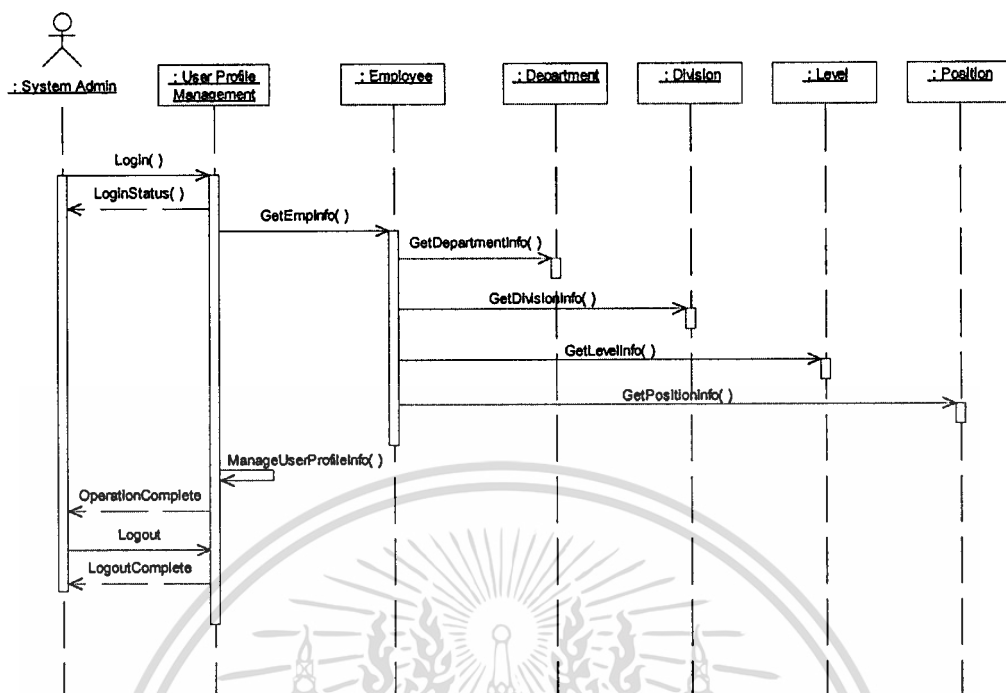 : System Admin
: User Profile
Management
: Employee
: Department
: Division
: Level
: Position
Login( )
LoginStatus( )
GetEmpInfo( )
GetDepartmentInfo( )
GetDivisionInfo( )
GetLevelInfo( )
GetPositionInfo( )
ManageUserProfileInfo( )
OperationComplete
Logout
LogoutComplete